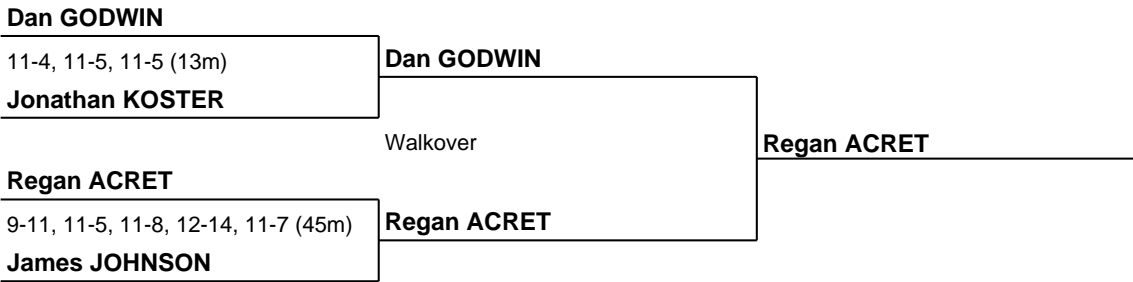 Dan GODWIN
11-4, 11-5, 11-5 (13m)
Dan GODWIN
Jonathan KOSTER
Walkover
Regan ACRET
Regan ACRET
9-11, 11-5, 11-8, 12-14, 11-7 (45m)
Regan ACRET
James JOHNSON